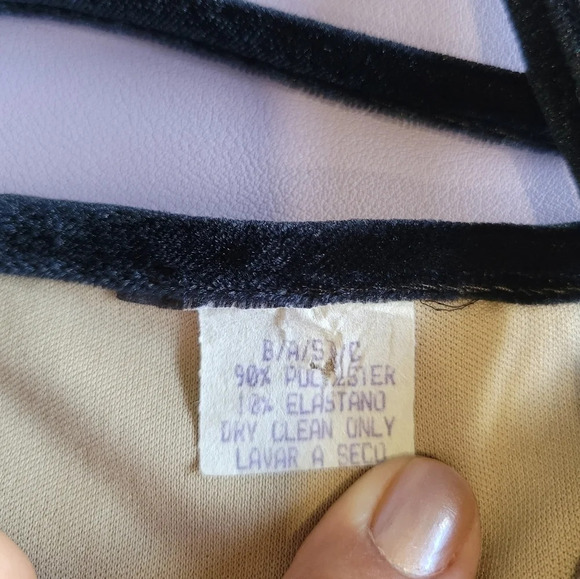 B/A/S/C
90% POLYESTER
10% ELASTANO
DRY CLEAN ONLY
LAVAR A SECO